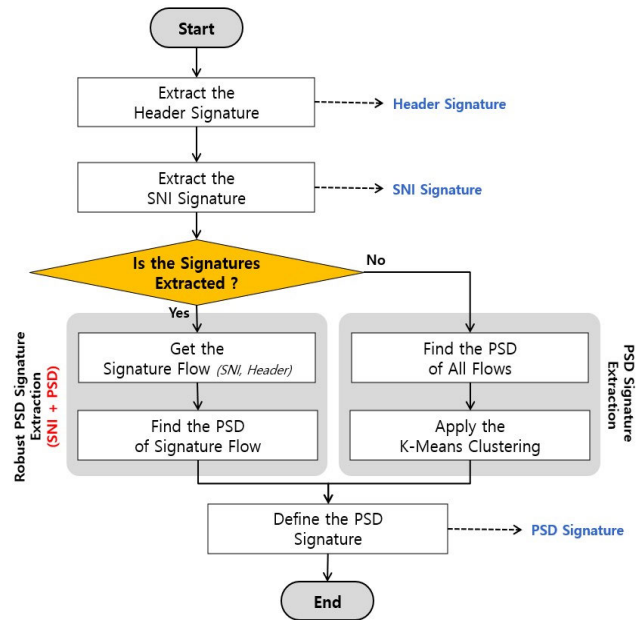 Start
Extract the
Header Signature
Header Signature
Extract the
SNI Signature
SNI Signature
Is the Signatures
Extracted ?
No
Yes
Robust PSD Signature
Extraction
(SNI + PSD)
Get the
Signature Flow (SNI, Header)
Find the PSD
of Signature Flow
Find the PSD
of All Flows
Apply the
K-Means Clustering
PSD Signature
Extraction
Define the PSD
Signature
PSD Signature
End